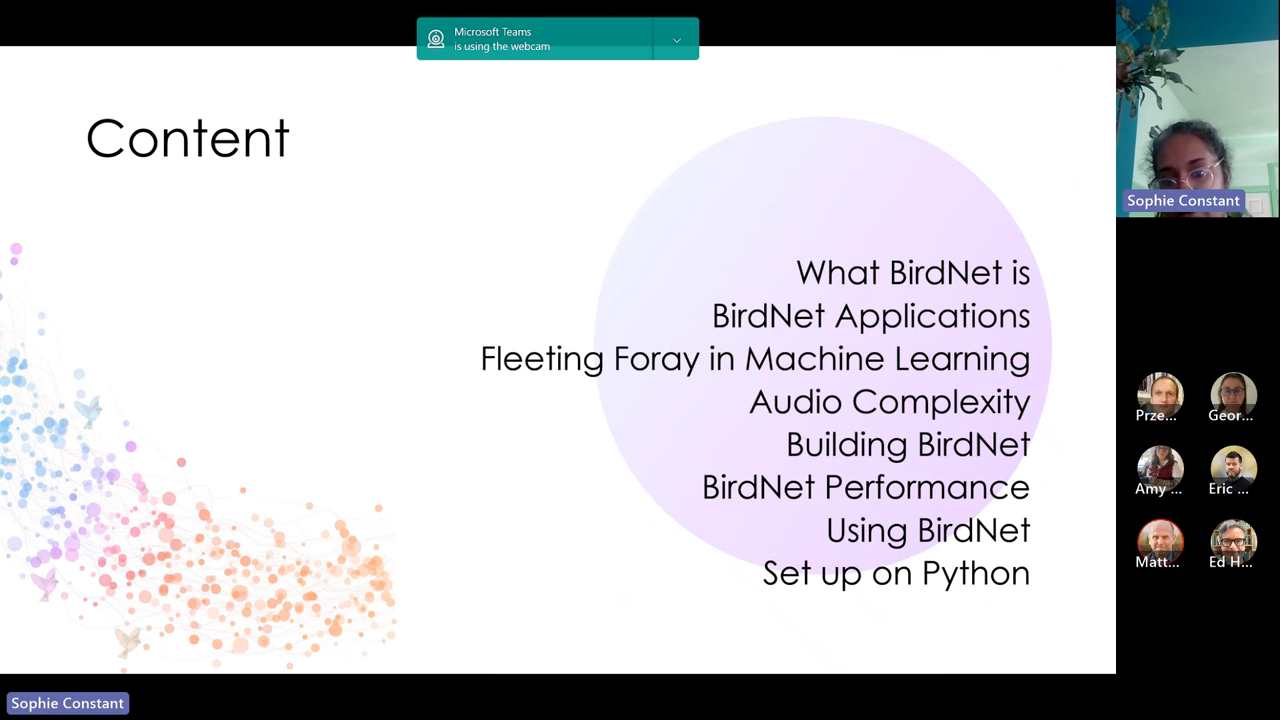 Microsoft Teams
is using the webcam
Content
What BirdNet is
BirdNet Applications
Fleeting Foray in Machine Learning
Audio Complexity
Building BirdNet
BirdNet Performance
Using BirdNet
Set up on Python
Sophie Constant
Prze...
Geor...
Amy ...
Eric ...
Matt...
Ed H...
Sophie Constant